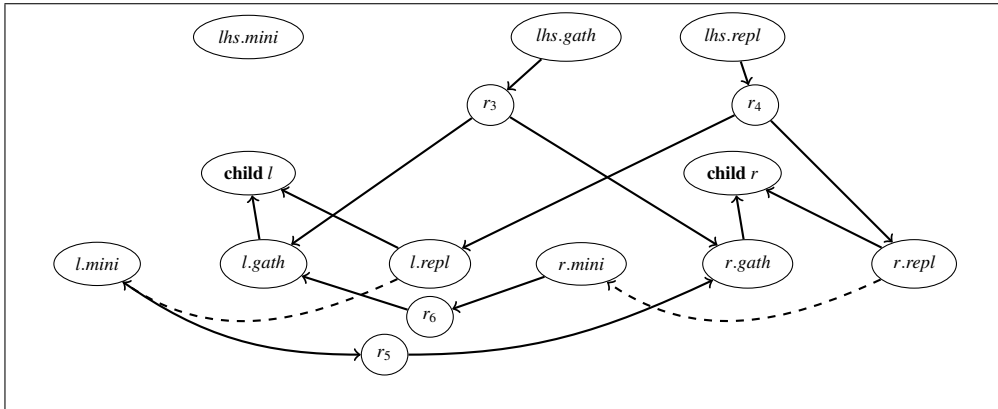 lhs.mini lhs.gath lhs.repl
r3 r4
child l child r
l.mini l.gath l.repl r.mini r.gath r.repl
r6
r5